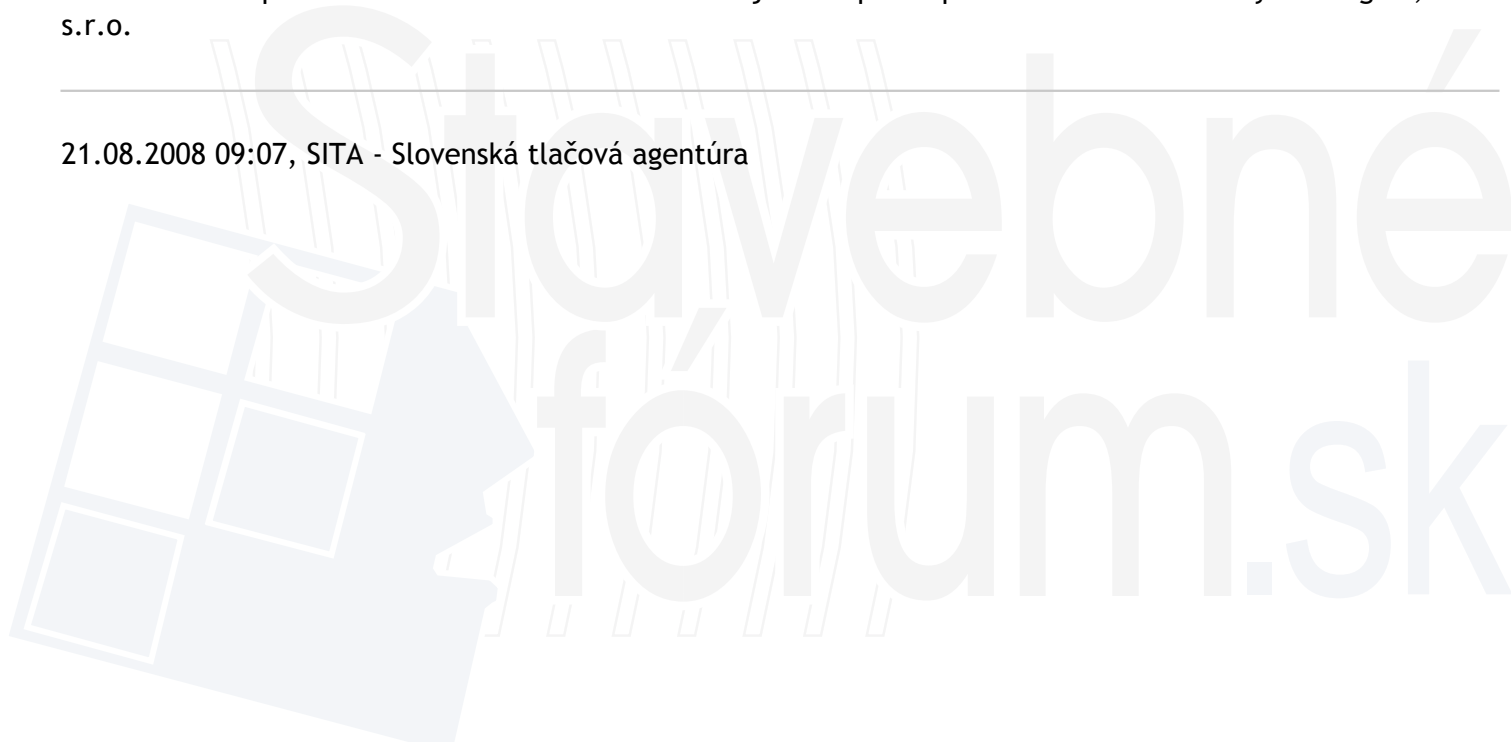 s.r.o.
21.08.2008 09:07, SITA - Slovenská tlačová agentúra
Stavebné
fórum.sk